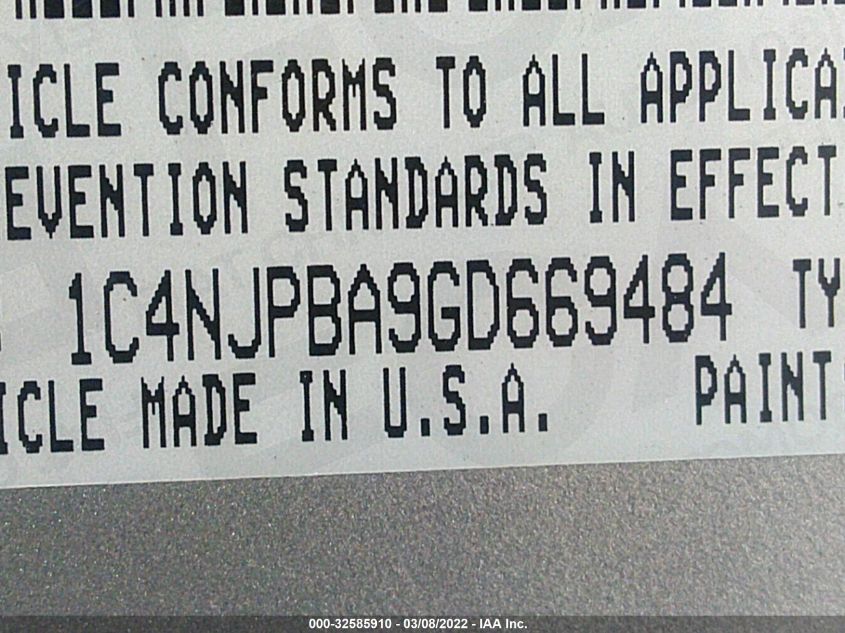 ICLE CONFORMS TO ALL APPLICA
EVENTION STANDARDS IN EFFECT
1C4NJPBA9GD669484 TY
ICLE MADE IN U.S.A. PAINT
000-32585910 - 03/08/2022 - IAA Inc.